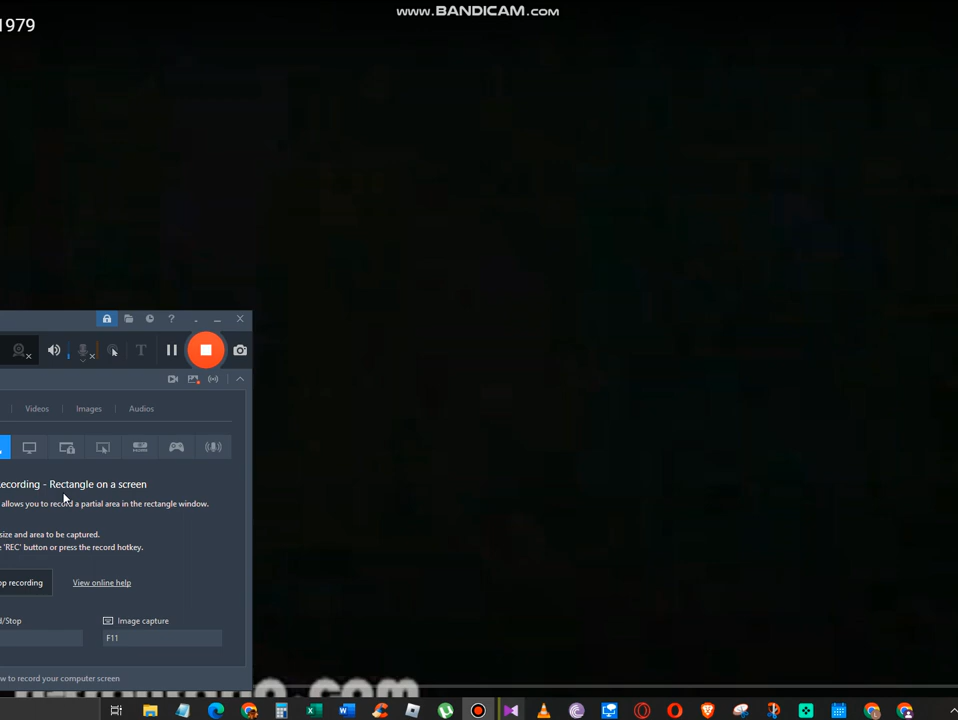 www.BANDICAM.com
1979
Videos Images Audios
ecording - Rectangle on a screen
allows you to record a partial area in the rectangle window.
size and area to be captured.
'REC' button or press the record hotkey.
op recording
View online help
d/Stop
Image capture
F11
w to record your computer screen
.com